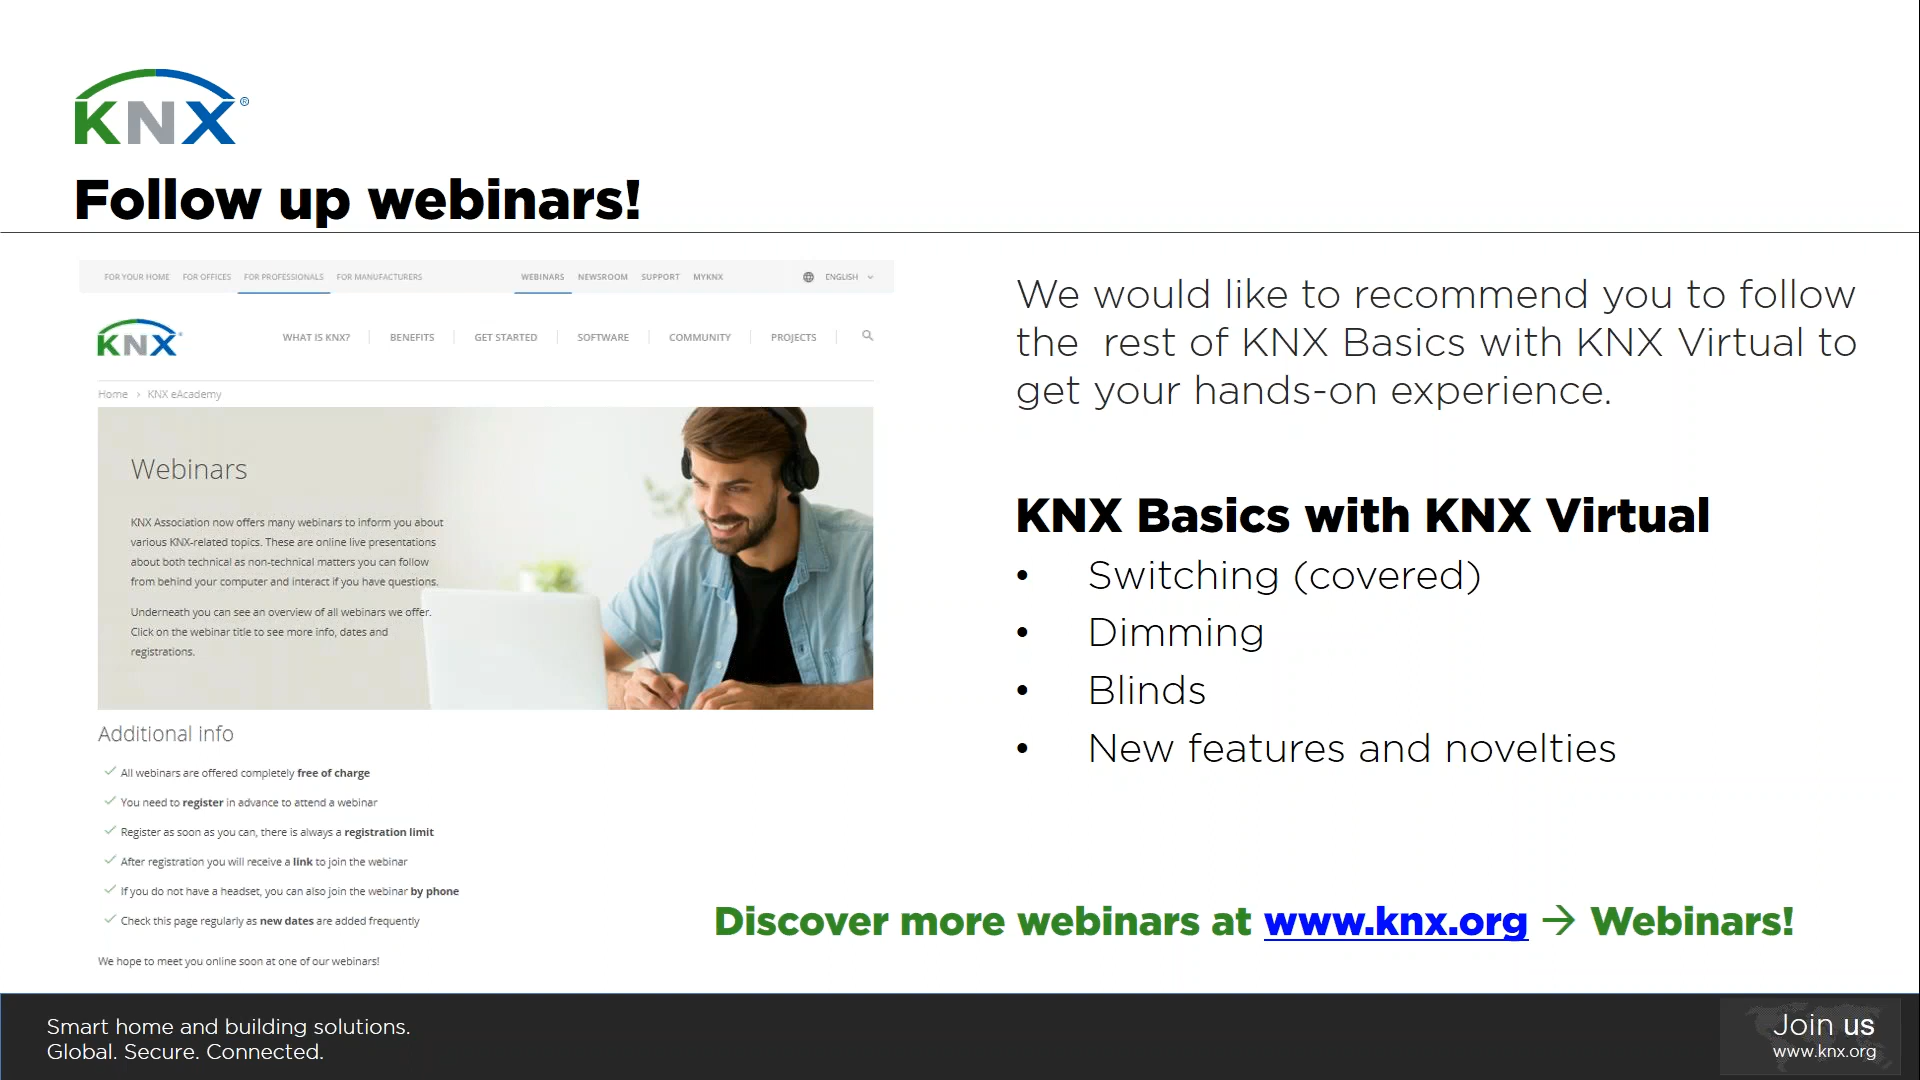 KNX®
Follow up webinars!
FOR YOUR HOME FOR OFFICES FOR PROFESSIONALS FOR MANUFACTURERS WEBINARS NEWSROOM SUPPORT MYKNX ENGLISH
KNX
WHAT IS KNX? BENEFITS GET STARTED SOFTWARE COMMUNITY PROJECTS
Home › KNX eAcademy
Webinars
KNX Association now offers many webinars to inform you about
various KNX-related topics. These are online live presentations
about both technical as non-technical matters you can follow
from behind your computer and interact if you have questions.
Underneath you can see an overview of all webinars we offer.
Click on the webinar title to see more info, dates and
registrations.
Additional info
All webinars are offered completely free of charge
You need to register in advance to attend a webinar
Register as soon as you can, there is always a registration limit
After registration you will receive a link to join the webinar
If you do not have a headset, you can also join the webinar by phone
Check this page regularly as new dates are added frequently
We hope to meet you online soon at one of our webinars!
We would like to recommend you to follow
the rest of KNX Basics with KNX Virtual to
get your hands-on experience.
KNX Basics with KNX Virtual
• Switching (covered)
• Dimming
• Blinds
• New features and novelties
Discover more webinars at www.knx.org → Webinars!
Smart home and building solutions.
Global. Secure. Connected.
Join us
www.knx.org